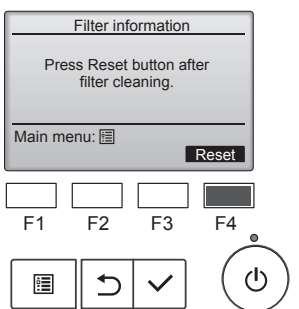 Filter information
Press Reset button after
filter cleaning.
Main menu:
Reset
F1 F2 F3 F4